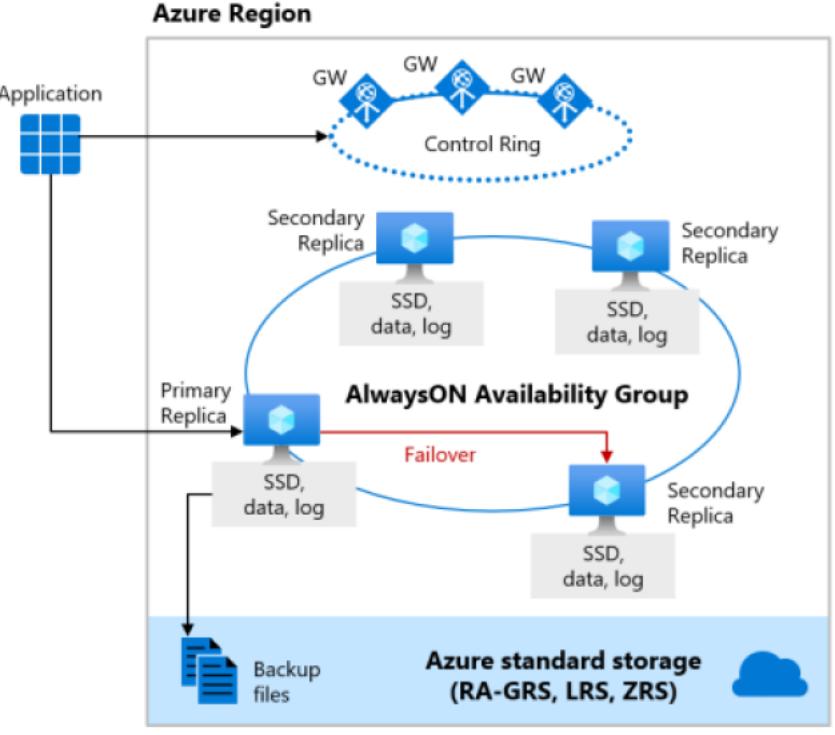 Azure Region
GW
GW
GW
Application
Control Ring
Secondary
Replica
Secondary
Replica
SSD,
data, log
SSD,
data, log
Primary
Replica
AlwaysON Availability Group
Failover
SSD,
data, log
Secondary
Replica
SSD,
data, log
Backup
files
Azure standard storage
(RA-GRS, LRS, ZRS)